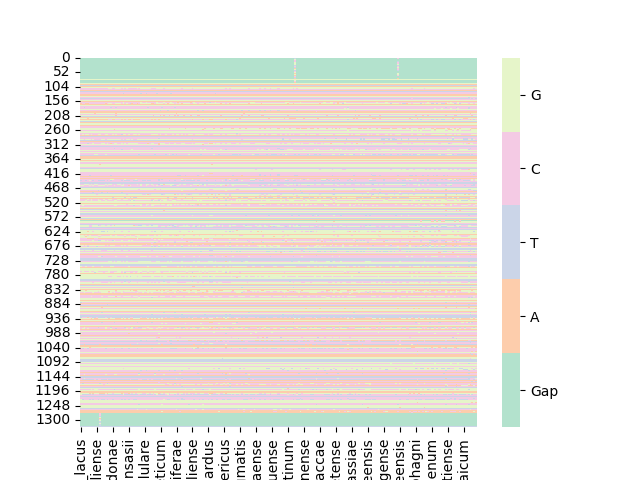 0
52
104
156
208
260
312
364
416
468
520
572
624
676
728
780
832
884
936
988
1040
1092
1144
1196
1248
1300
lacus
liense
donae
nsasii
lulare
eticum
iferae
liense
ardus
ericus
matis
aense
uense
tinum
nense
accae
tense
assiae
eensis
gense
eensis
phagni
enum
tiense
aicum
G
C
T
A
Gap